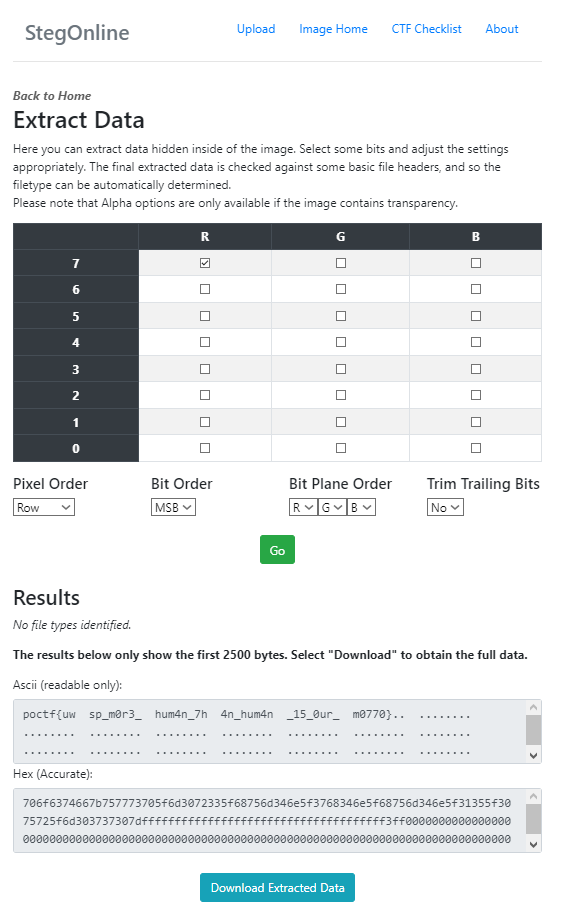 StegOnline Upload Image Home CTF Checklist About
Back to Home
Extract Data
Here you can extract data hidden inside of the image. Select some bits and adjust the settings
appropriately. The final extracted data is checked against some basic file headers, and so the
filetype can be automatically determined.
Please note that Alpha options are only available if the image contains transparency.
R G B
7
6
5
4
3
2
1
0
Pixel Order Bit Order Bit Plane Order Trim Trailing Bits
Row MSB R G B No
Go
Results
No file types identified.
The results below only show the first 2500 bytes. Select "Download" to obtain the full data.
Ascii (readable only):
poctf{uw sp_m0r3_ hum4n_7h 4n_hum4n _15_0ur_ m0770}.. ........
........ ........ ........ ........ ........ ........ ........
........ ........ ........ ........ ........ ........ ........
Hex (Accurate):
706f6374667b757773705f6d3072335f68756d346e5f3768346e5f68756d346e5f31355f30
75725f6d303737307dfffffffffffffffffffffffffffffffffffff3ff0000000000000000
00000000000000000000000000000000000000000000000000000000000000000000000000
Download Extracted Data